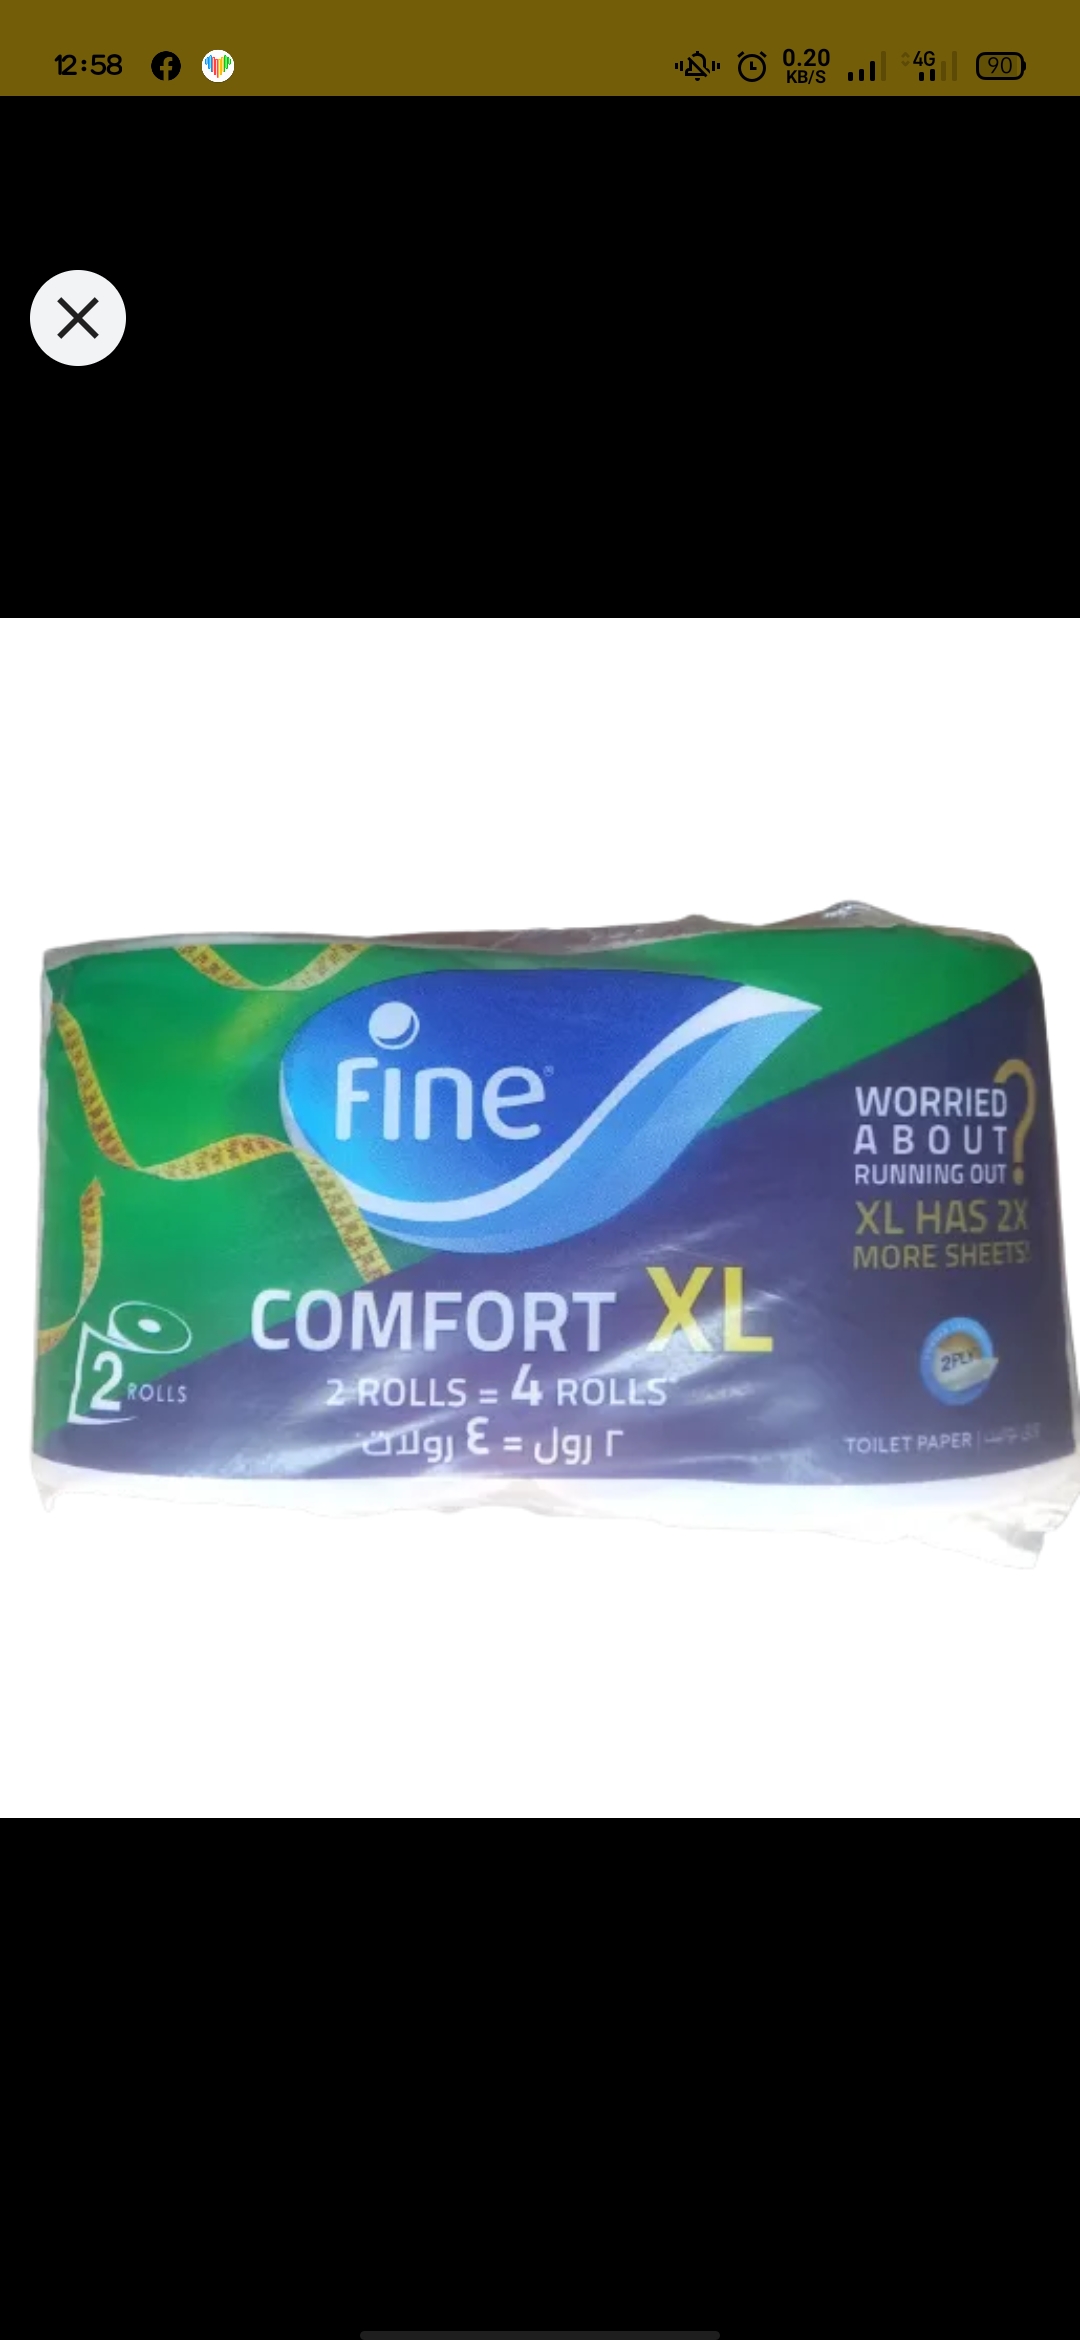 12:58
0.20
KB/S
4G
90
fine®
WORRIED
ABOUT
RUNNING OUT ?
XL HAS 2X
MORE SHEETS!
COMFORT XL
2 ROLLS = 4 ROLLS*
٢ رول = ٤ رولات*
2 ROLLS
2PLY
TOILET PAPER |